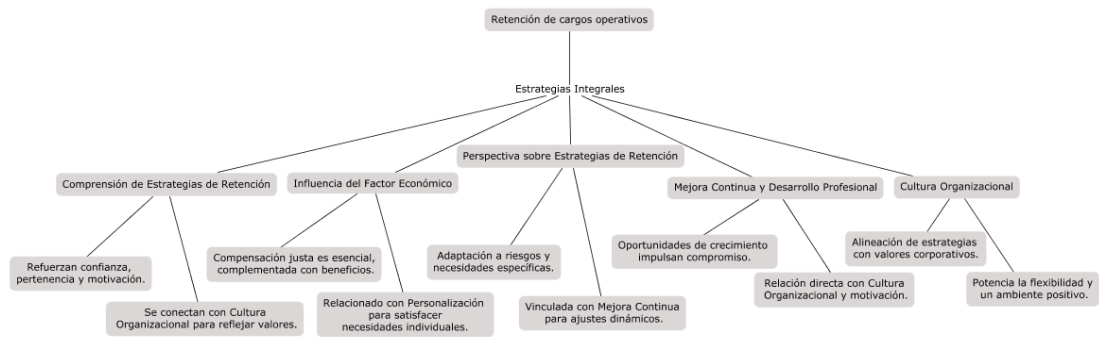 Retención de cargos operativos
Estrategias Integrales
Perspectiva sobre Estrategias de Retención
Comprensión de Estrategias de Retención
Influencia del Factor Económico
Mejora Continua y Desarrollo Profesional
Cultura Organizacional
Refuerzan confianza,
pertenencia y motivación.
Se conectan con Cultura
Organizacional para reflejar valores.
Compensación justa es esencial,
complementada con beneficios.
Relacionado con Personalización
para satisfacer
necesidades individuales.
Adaptación a riesgos y
necesidades específicas.
Vinculada con Mejora Continua
para ajustes dinámicos.
Oportunidades de crecimiento
impulsan compromiso.
Relación directa con Cultura
Organizacional y motivación.
Alineación de estrategias
con valores corporativos.
Potencia la flexibilidad y
un ambiente positivo.